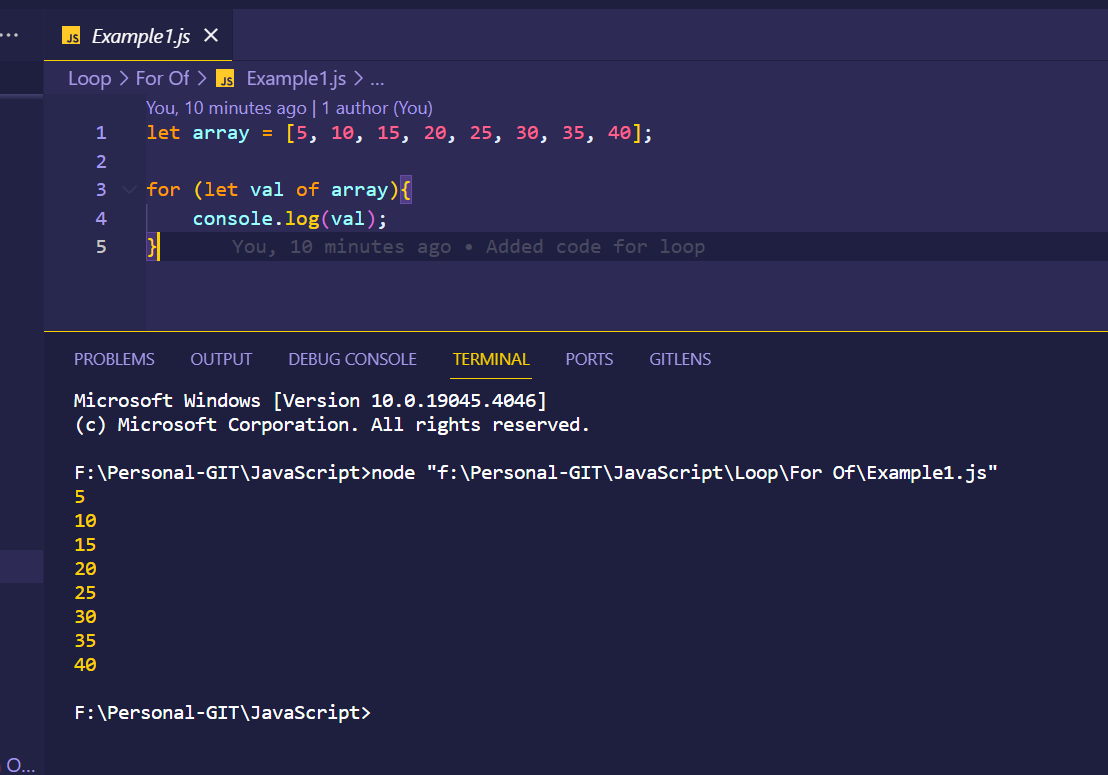 JS Example1.js ×
Loop > For Of > JS Example1.js > ...
You, 10 minutes ago | 1 author (You)
1 let array = [5, 10, 15, 20, 25, 30, 35, 40];
2
3 for (let val of array){
4 console.log(val);
5 } You, 10 minutes ago • Added code for loop
PROBLEMS OUTPUT DEBUG CONSOLE TERMINAL PORTS GITLENS
Microsoft Windows [Version 10.0.19045.4046]
(c) Microsoft Corporation. All rights reserved.
F:\Personal-GIT\JavaScript>node "f:\Personal-GIT\JavaScript\Loop\For Of\Example1.js"
5
10
15
20
25
30
35
40
F:\Personal-GIT\JavaScript>
O...